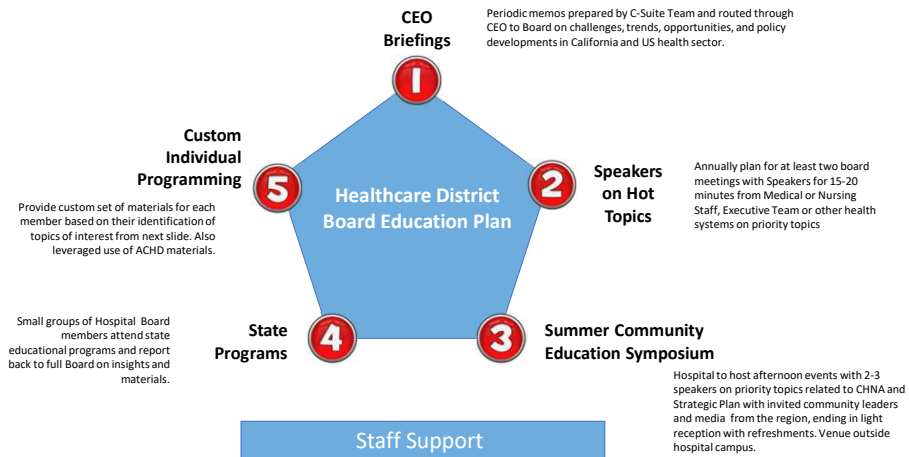 CEO
Briefings
Periodic memos prepared by C-Suite Team and routed through
CEO to Board on challenges, trends, opportunities, and policy
developments in California and US health sector.
1
Custom
Individual
Programming
5
Provide custom set of materials for each
member based on their identification of
topics of interest from next slide. Also
leveraged use of ACHD materials.
Healthcare District
Board Education Plan
2
Speakers
on Hot
Topics
Annually plan for at least two board
meetings with Speakers for 15-20
minutes from Medical or Nursing
Staff, Executive Team or other health
systems on priority topics
Small groups of Hospital Board
members attend state
educational programs and report
back to full Board on insights and
materials.
State
Programs
4
3
Summer Community
Education Symposium
Hospital to host afternoon events with 2-3
speakers on priority topics related to CHNA and
Strategic Plan with invited community leaders
and media from the region, ending in light
reception with refreshments. Venue outside
hospital campus.
Staff Support